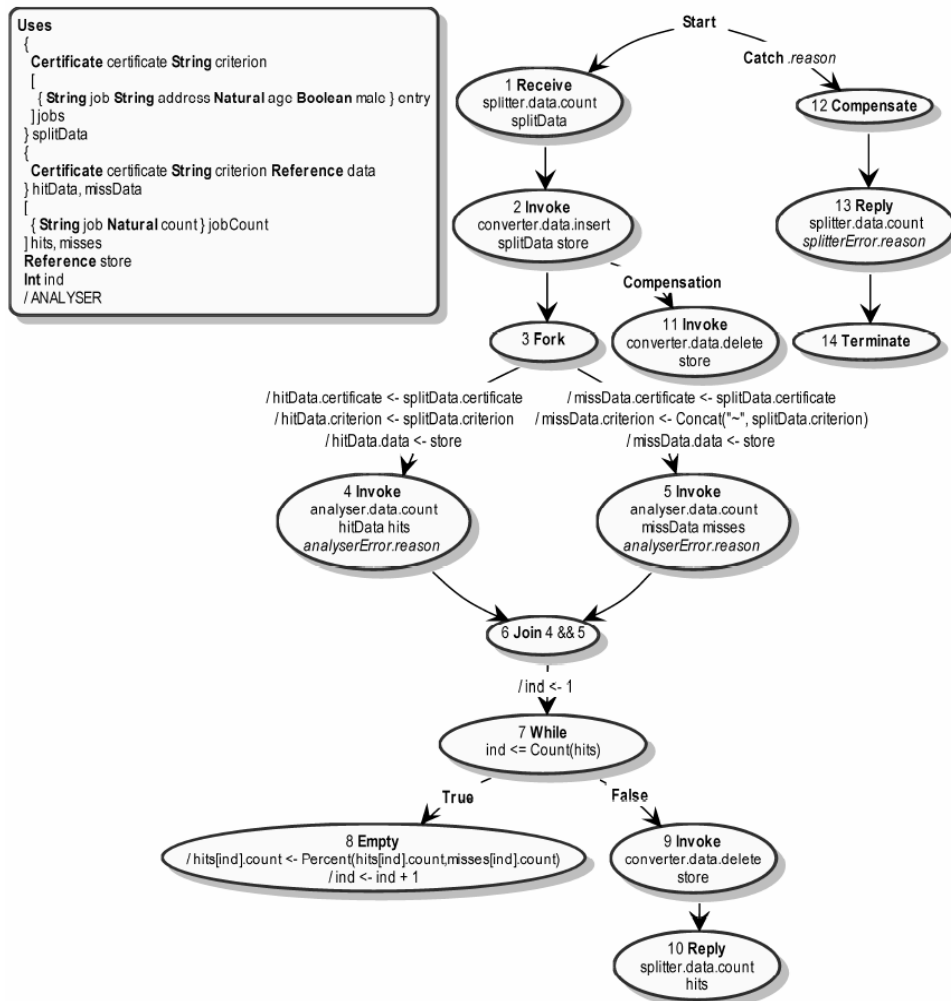 Uses
{
Certificate certificate String criterion
[
{ String job String address Natural age Boolean male } entry
] jobs
} splitData
{
Certificate certificate String criterion Reference data
} hitData, missData
[
{ String job Natural count } jobCount
] hits, misses
Reference store
Int ind
/ ANALYSER
Start
Catch .reason
1 Receive
splitter.data.count
splitData
12 Compensate
2 Invoke
converter.data.insert
splitData store
13 Reply
splitter.data.count
splitterError.reason
Compensation
3 Fork
11 Invoke
converter.data.delete
store
14 Terminate
/ hitData.certificate <- splitData.certificate
/ hitData.criterion <- splitData.criterion
/ hitData.data <- store
/ missData.certificate <- splitData.certificate
/ missData.criterion <- Concat("~", splitData.criterion)
/ missData.data <- store
4 Invoke
analyser.data.count
hitData hits
analyserError.reason
5 Invoke
analyser.data.count
missData misses
analyserError.reason
6 Join 4 && 5
/ ind <- 1
7 While
ind <= Count(hits)
True
False
8 Empty
/ hits[ind].count <- Percent(hits[ind].count,misses[ind].count)
/ ind <- ind + 1
9 Invoke
converter.data.delete
store
10 Reply
splitter.data.count
hits